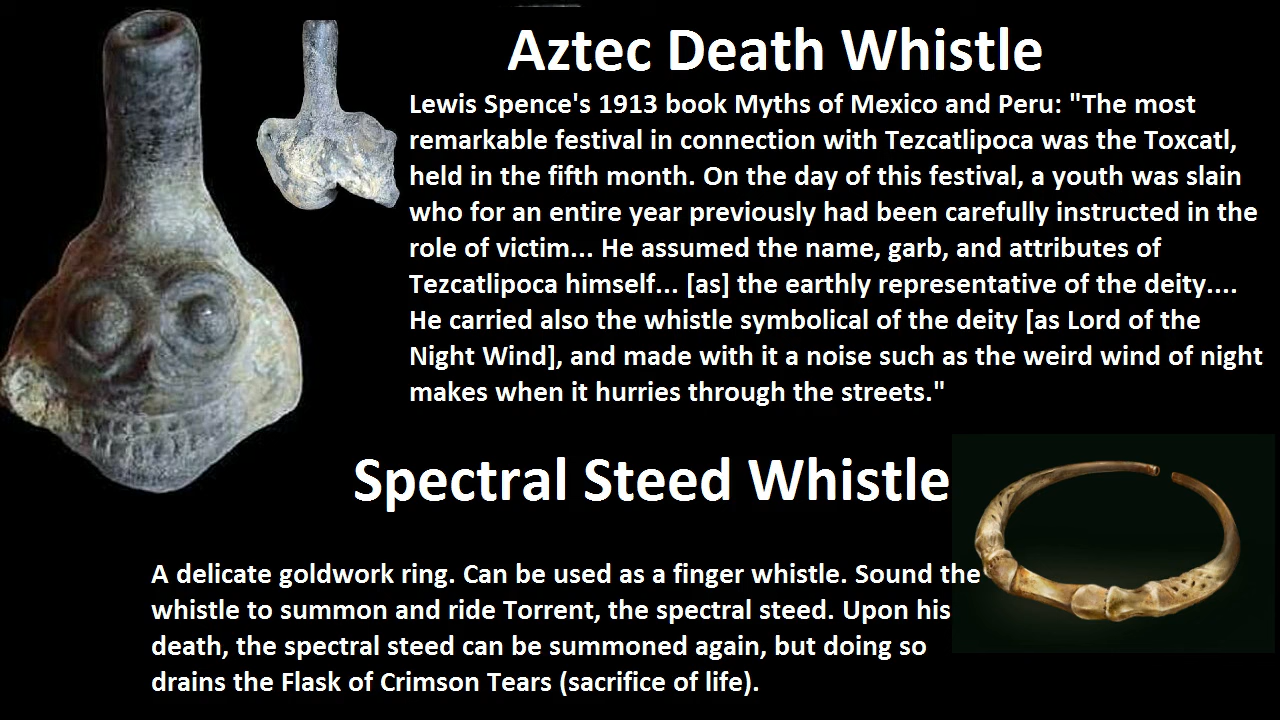 Aztec Death Whistle
Lewis Spence's 1913 book Myths of Mexico and Peru: "The most
remarkable festival in connection with Tezcatlipoca was the Toxcatl,
held in the fifth month. On the day of this festival, a youth was slain
who for an entire year previously had been carefully instructed in the
role of victim... He assumed the name, garb, and attributes of
Tezcatlipoca himself... [as] the earthly representative of the deity....
He carried also the whistle symbolical of the deity [as Lord of the
Night Wind], and made with it a noise such as the weird wind of night
makes when it hurries through the streets."
Spectral Steed Whistle
A delicate goldwork ring. Can be used as a finger whistle. Sound the
whistle to summon and ride Torrent, the spectral steed. Upon his
death, the spectral steed can be summoned again, but doing so
drains the Flask of Crimson Tears (sacrifice of life).